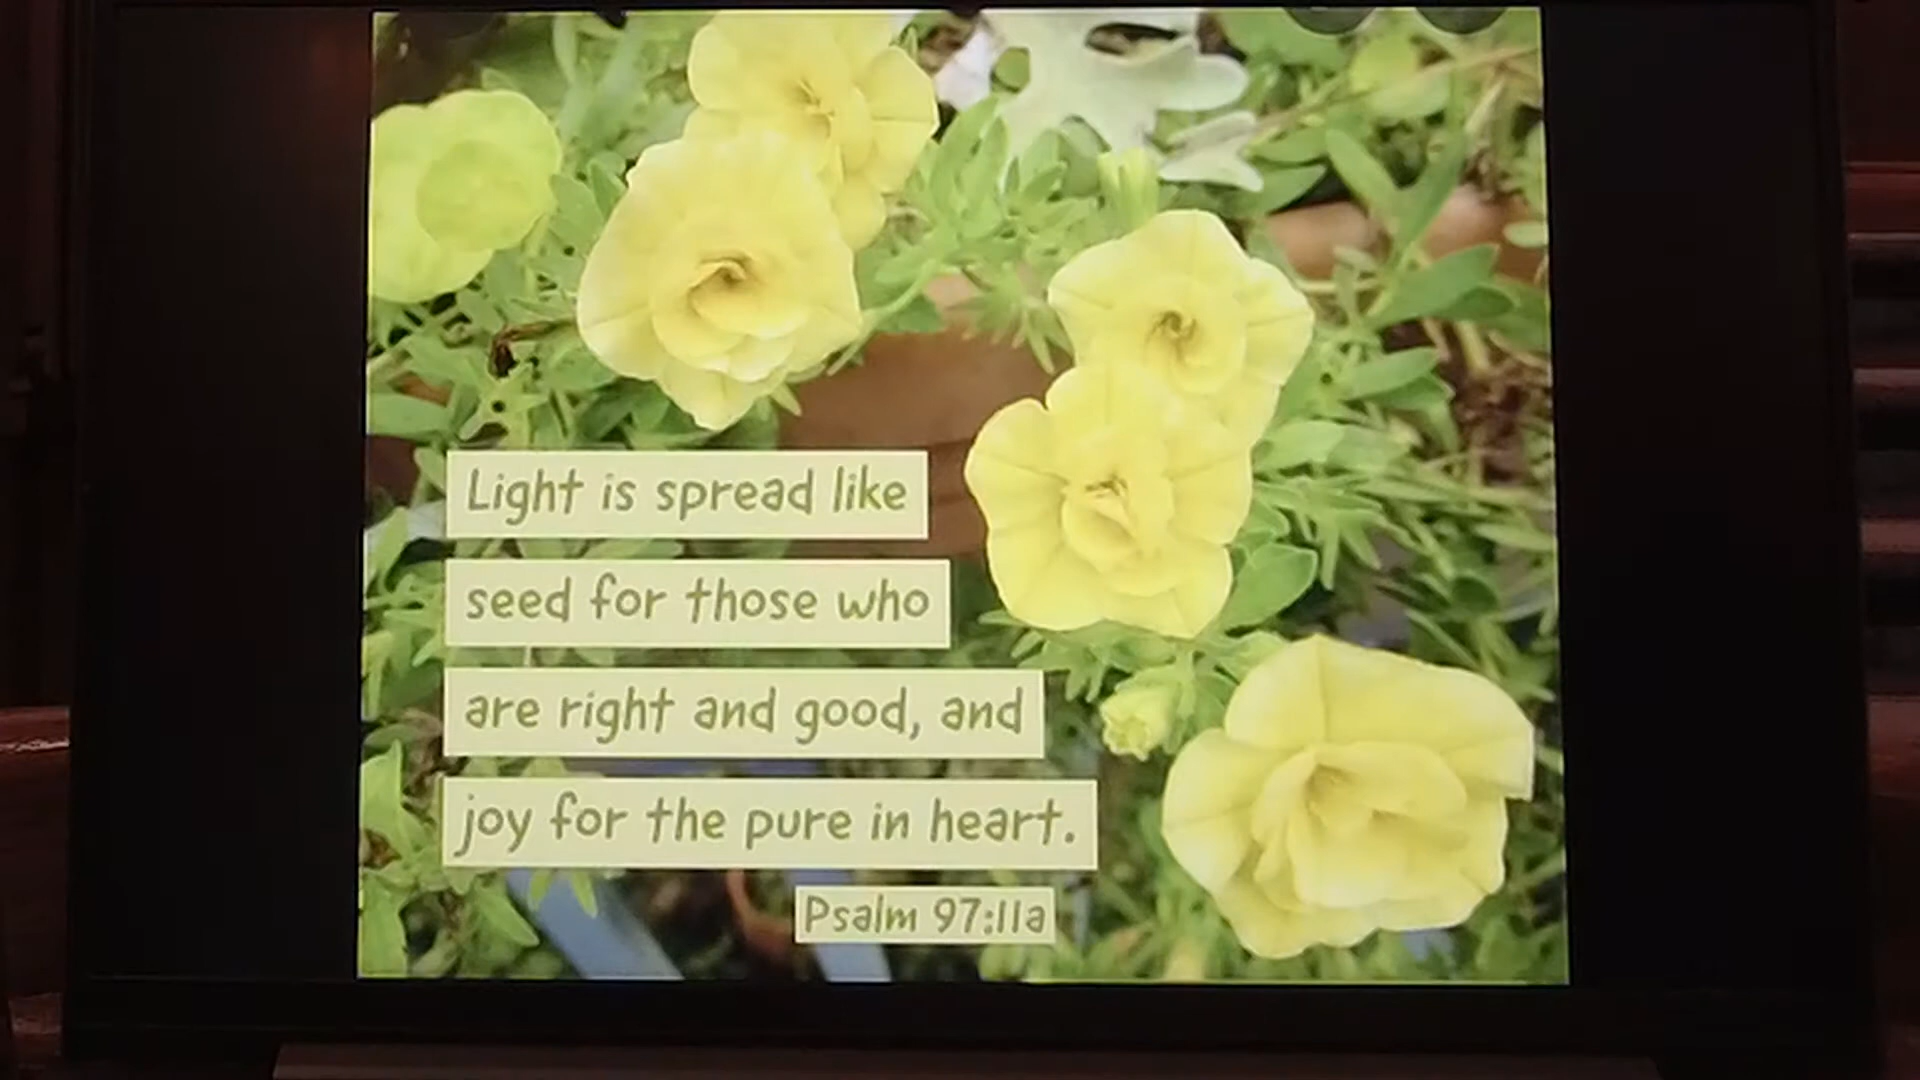 Light is spread like
seed for those who
are right and good, and
joy for the pure in heart.
Psalm 97:11a